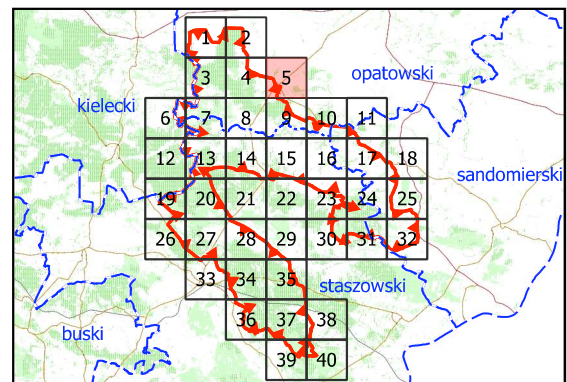 1 2
3 4 5
opatowski
kielecki
6 7 8 9 10 11
12 13 14 15 16 17 18
sandomierski
19 20 21 22 23 24 25
26 27 28 29 30 31 32
33 34 35
staszowski
buski
36 37 38
39 40